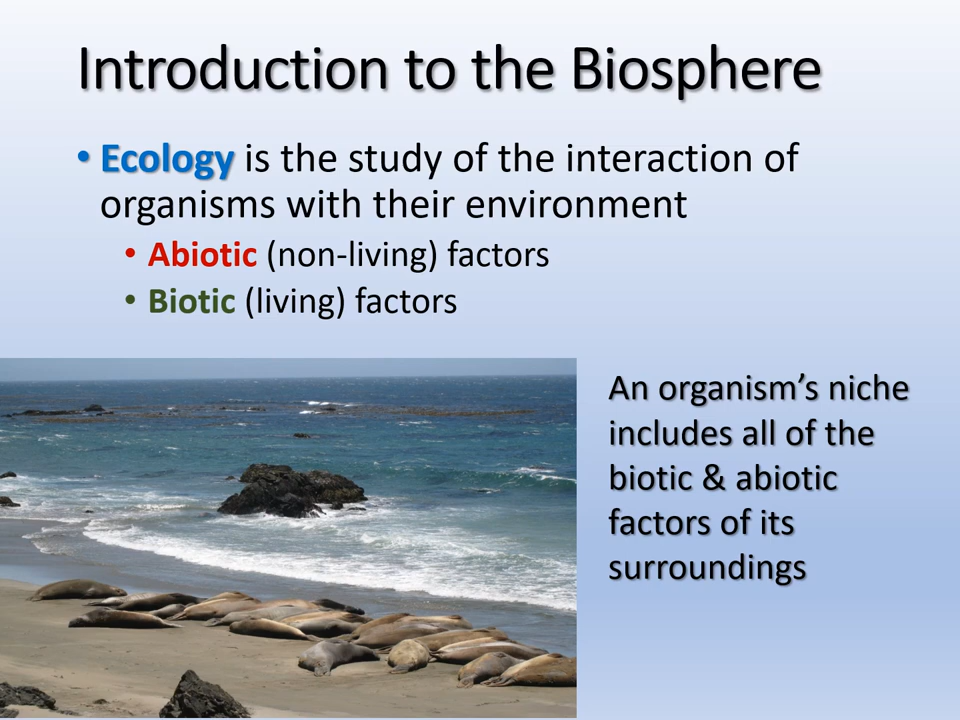 Introduction to the Biosphere
• Ecology is the study of the interaction of
organisms with their environment
• Abiotic (non-living) factors
• Biotic (living) factors
An organism’s niche
includes all of the
biotic & abiotic
factors of its
surroundings